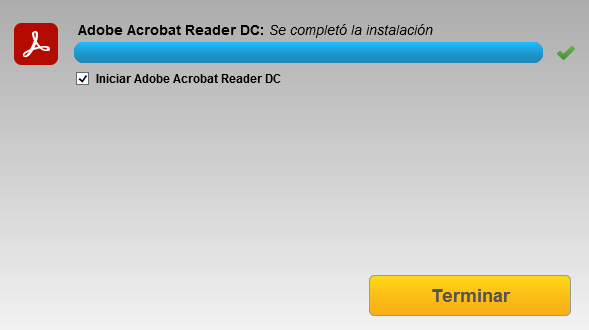 Adobe Acrobat Reader DC: Se completó la instalación
Iniciar Adobe Acrobat Reader DC
Terminar